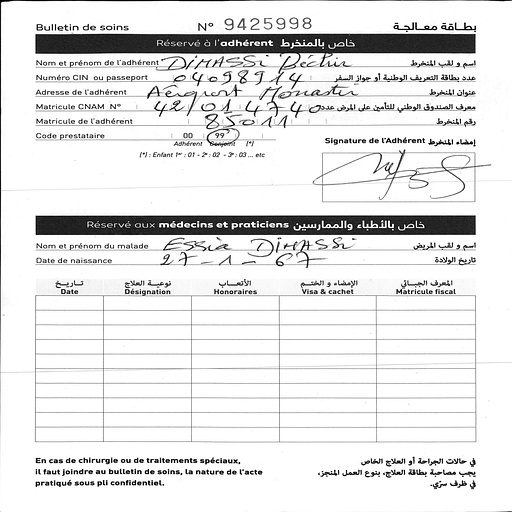 Bulletin de soins N° 9425998 بطاقة معالجة
Réservé à l'adhérent خاص بالمنخرط
Nom et prénom de l'adhérent DIMASSI Béchir اسم و لقب المنخرط
Numéro CIN ou passeport 04098914 عدد بطاقة التعريف الوطنية أو جواز السفر
Adresse de l'adhérent Aéroport Monastir عنوان المنخرط
Matricule CNAM N° 42/01474 معرف الصندوق الوطني للتأمين على المرض عدد
Matricule de l'adhérent 85011 رقم المنخرط
Code prestataire 00 99
Adhérent Conjoint (*)
(*) : Enfant 1er : 01 - 2e : 02 - 3e : 03 ... etc
Signature de l'Adhérent إمضاء المنخرط
Réservé aux médecins et praticiens خاص بالأطباء والممارسين
Nom et prénom du malade Essia DIMASSI اسم و لقب المريض
Date de naissance 27-1-67 تاريخ الولادة
تاريخ نوعية العلاج الأتعاب الإمضاء و الختم المعرف الجبائي
Date Désignation Honoraires Visa & cachet Matricule fiscal
En cas de chirurgie ou de traitements spéciaux, في حالات الجراحة أو العلاج الخاص
il faut joindre au bulletin de soins, la nature de l'acte يجب مصاحبة بطاقة العلاج، بنوع العمل المنجز،
pratiqué sous pli confidentiel. في ظرف سرّي.